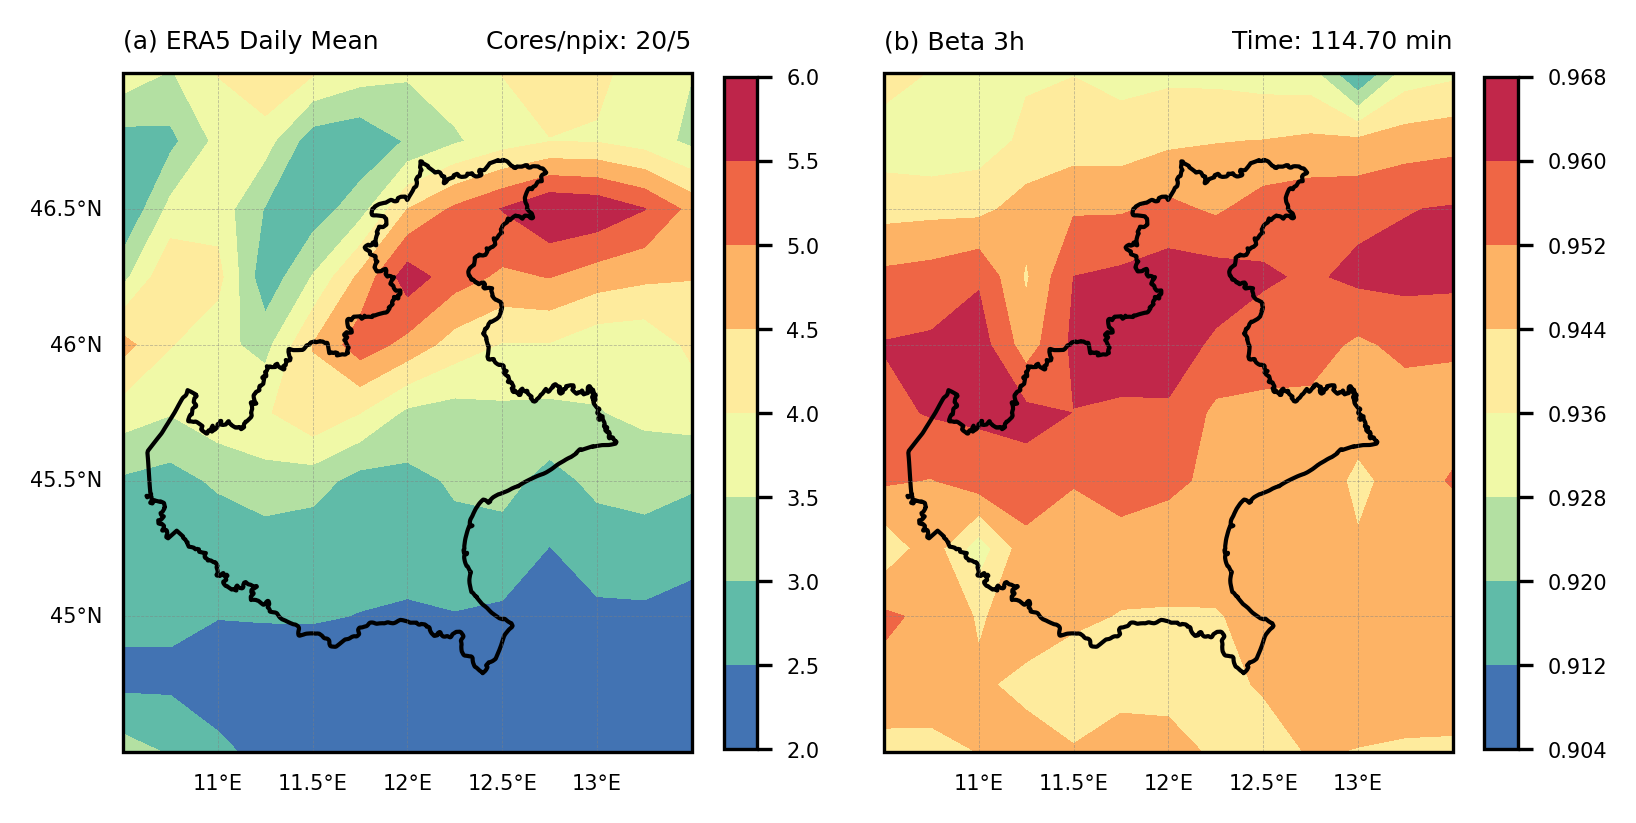 (a) ERA5 Daily Mean Cores/npix: 20/5
(b) Beta 3h Time: 114.70 min
46.5°N
46°N
45.5°N
45°N
11°E 11.5°E 12°E 12.5°E 13°E
6.0
5.5
5.0
4.5
4.0
3.5
3.0
2.5
2.0
11°E 11.5°E 12°E 12.5°E 13°E
0.968
0.960
0.952
0.944
0.936
0.928
0.920
0.912
0.904